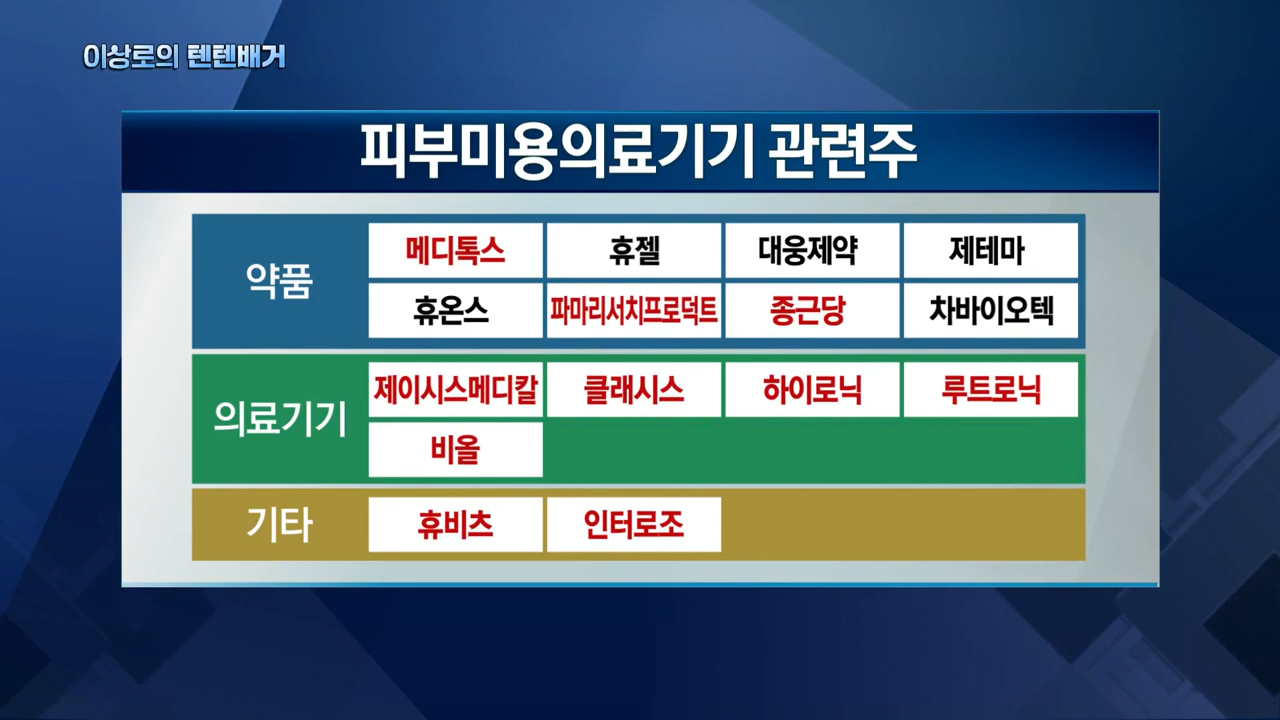 이상로의 텐텐배거
피부미용의료기기 관련주
약품
메디톡스 휴젤 대웅제약 제테마
휴온스 파마리서치프로덕트 종근당 차바이오텍
의료기기
제이시스메디칼 클래시스 하이로닉 루트로닉
비올
기타
휴비츠 인터로조